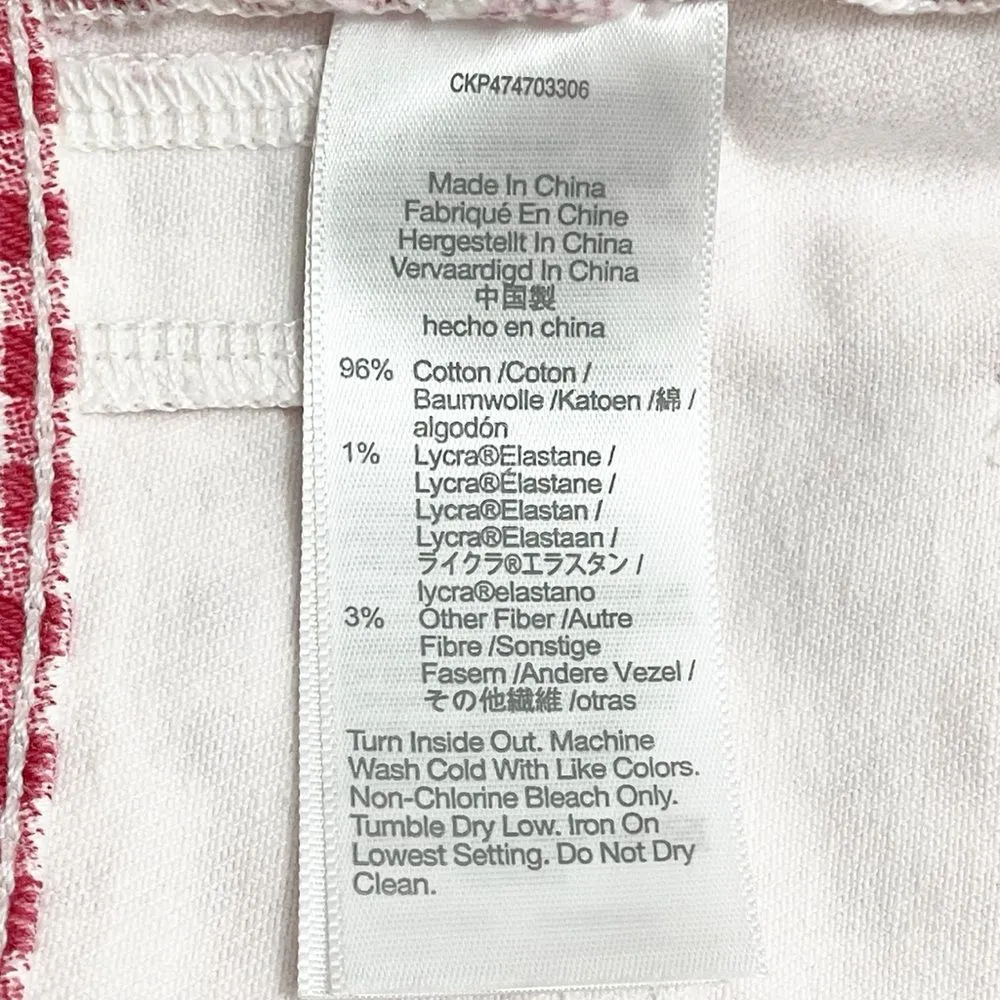 CKP474703306
Made In China
Fabriqué En Chine
Hergestellt In China
Vervaardigd In China
中国製
hecho en china
96% Cotton /Coton /
Baumwolle /Katoen /綿 /
algodón
1% Lycra®Elastane /
Lycra®Élastane /
Lycra®Elastan /
Lycra®Elastaan /
ライクラ®エラスタン /
lycra®elastano
3% Other Fiber /Autre
Fibre /Sonstige
Fasern /Andere Vezel /
その他繊維 /otras
Turn Inside Out. Machine
Wash Cold With Like Colors.
Non-Chlorine Bleach Only.
Tumble Dry Low. Iron On
Lowest Setting. Do Not Dry
Clean.